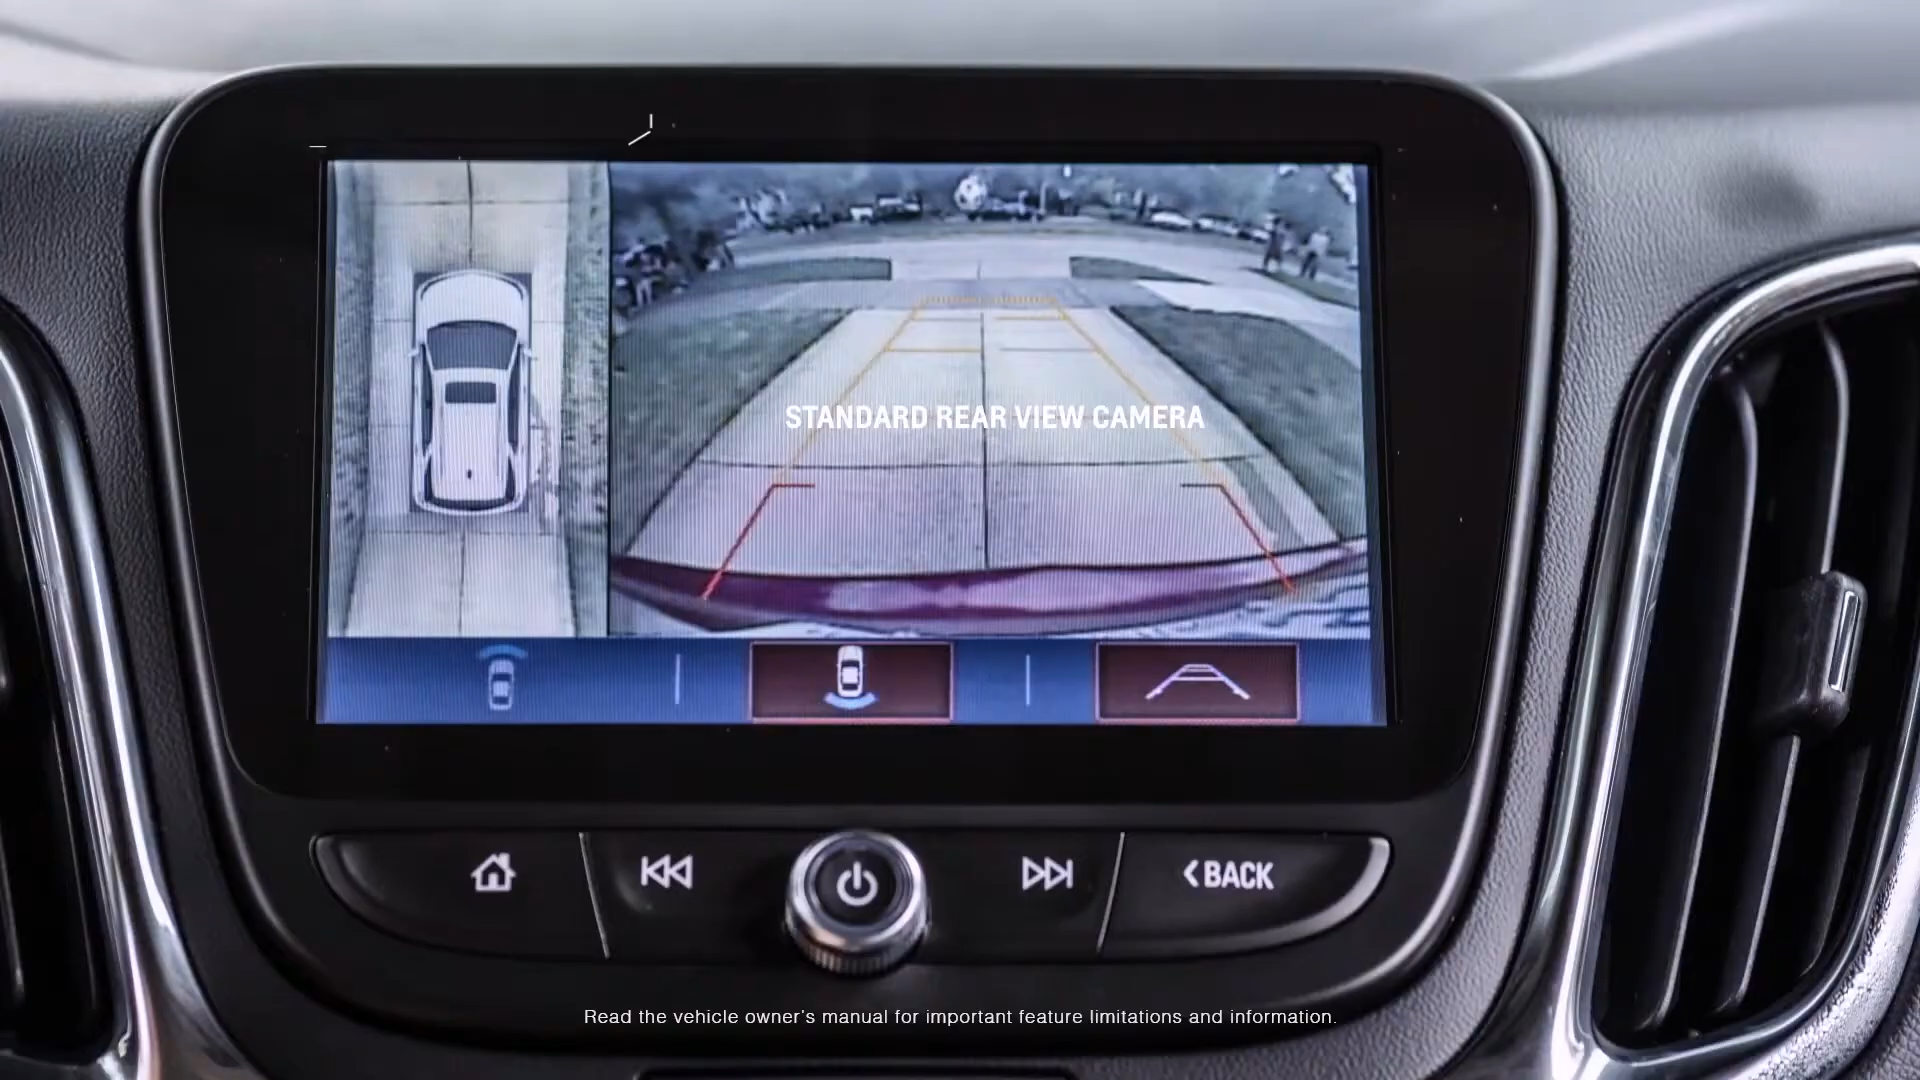 STANDARD REAR VIEW CAMERA
<BACK
Read the vehicle owner's manual for important feature limitations and information.